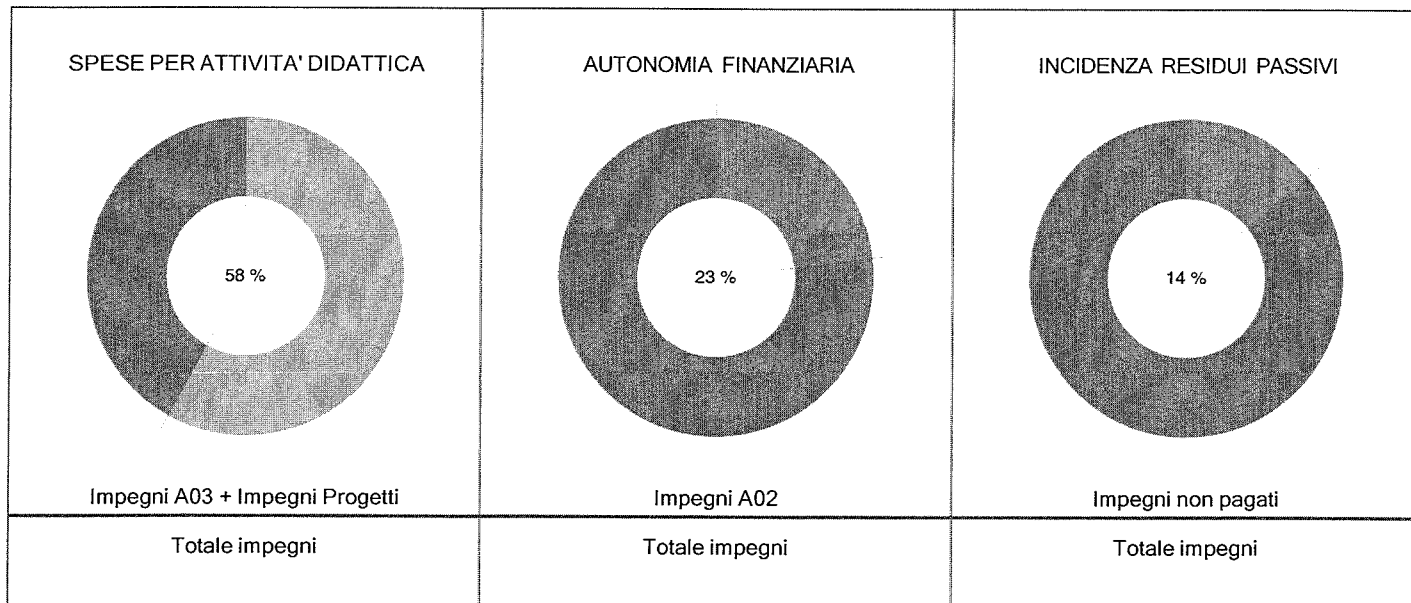 SPESE PER ATTIVITA' DIDATTICA
58 %
Impegni A03 + Impegni Progetti
Totale impegni
AUTONOMIA FINANZIARIA
23 %
Impegni A02
Totale impegni
INCIDENZA RESIDUI PASSIVI
14 %
Impegni non pagati
Totale impegni